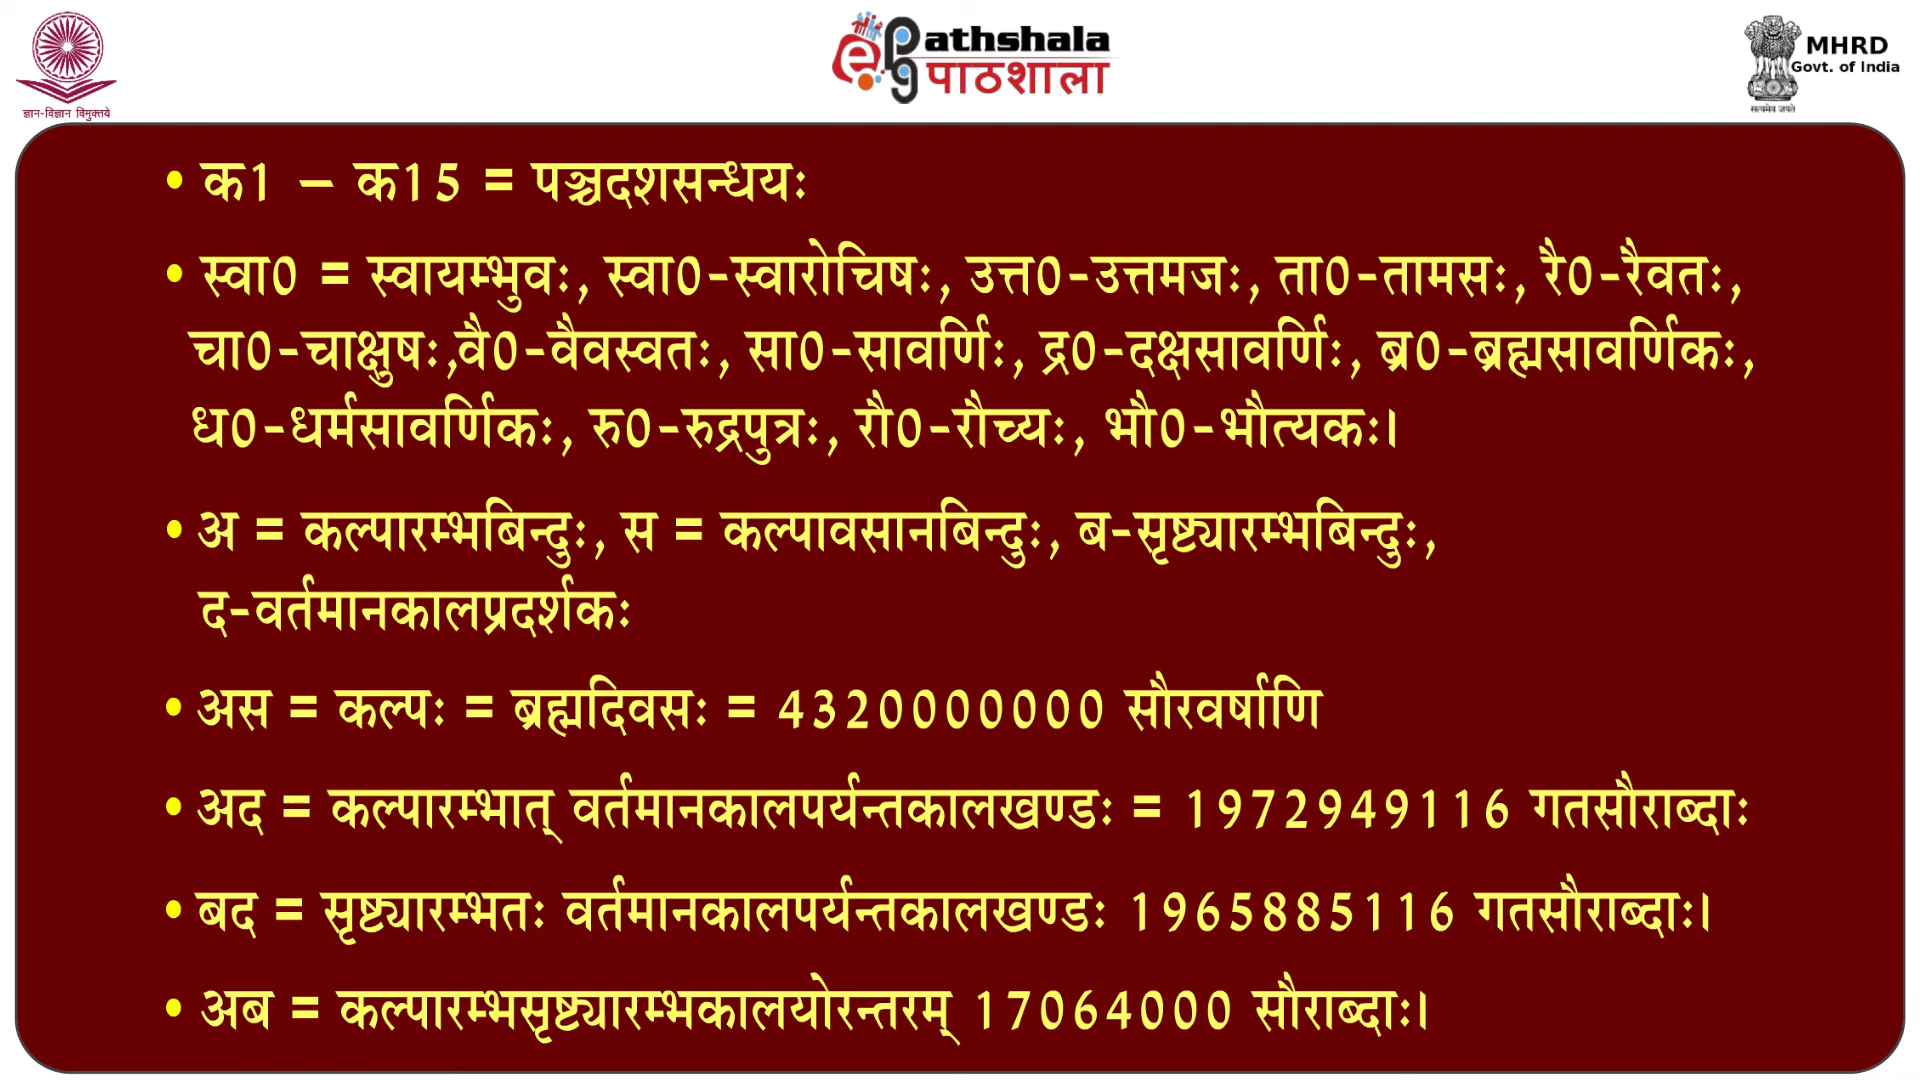 ज्ञान-विज्ञान विमुक्तये
ePG athshala
पाठशाला
MHRD
Govt. of India
सत्यमेव जयते
• क1 – क15 = पञ्चदशसन्धयः
• स्वा0 = स्वायम्भुवः, स्वा0-स्वारोचिषः, उत्त0-उत्तमजः, ता0-तामसः, रै0-रैवतः,
चा0-चाक्षुषः,वै0-वैवस्वतः, सा0-सावर्णिः, द्र0-दक्षसावर्णिः, ब्र0-ब्रह्मसावर्णिकः,
ध0-धर्मसावर्णिकः, रु0-रुद्रपुत्रः, रौ0-रौच्यः, भौ0-भौत्यकः।
• अ = कल्पारम्भबिन्दुः, स = कल्पावसानबिन्दुः, ब-सृष्ट्यारम्भबिन्दुः,
द-वर्तमानकालप्रदर्शकः
• अस = कल्पः = ब्रह्मदिवसः = 4320000000 सौरवर्षाणि
• अद = कल्पारम्भात् वर्तमानकालपर्यन्तकालखण्डः = 1972949116 गतसौराब्दाः
• बद = सृष्ट्यारम्भतः वर्तमानकालपर्यन्तकालखण्डः 1965885116 गतसौराब्दाः।
• अब = कल्पारम्भसृष्ट्यारम्भकालयोरन्तरम् 17064000 सौराब्दाः।